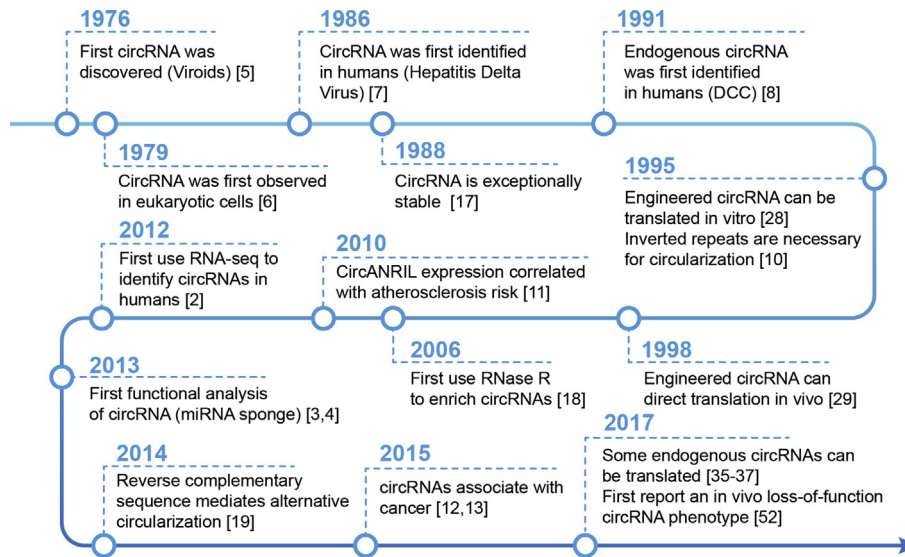 1976
First circRNA was
discovered (Viroids) [5]
1986
CircRNA was first identified
in humans (Hepatitis Delta
Virus) [7]
1991
Endogenous circRNA
was first identified
in humans (DCC) [8]
1979
CircRNA was first observed
in eukaryotic cells [6]
1988
CircRNA is exceptionally
stable [17]
1995
Engineered circRNA can be
translated in vitro [28]
Inverted repeats are necessary
for circularization [10]
2012
First use RNA-seq to
identify circRNAs in
humans [2]
2010
CircANRIL expression correlated
with atherosclerosis risk [11]
2006
First use RNase R
to enrich circRNAs [18]
1998
Engineered circRNA can
direct translation in vivo [29]
2013
First functional analysis
of circRNA (miRNA sponge) [3,4]
2014
Reverse complementary
sequence mediates alternative
circularization [19]
2015
circRNAs associate with
cancer [12,13]
2017
Some endogenous circRNAs can
be translated [35-37]
First report an in vivo loss-of-function
circRNA phenotype [52]